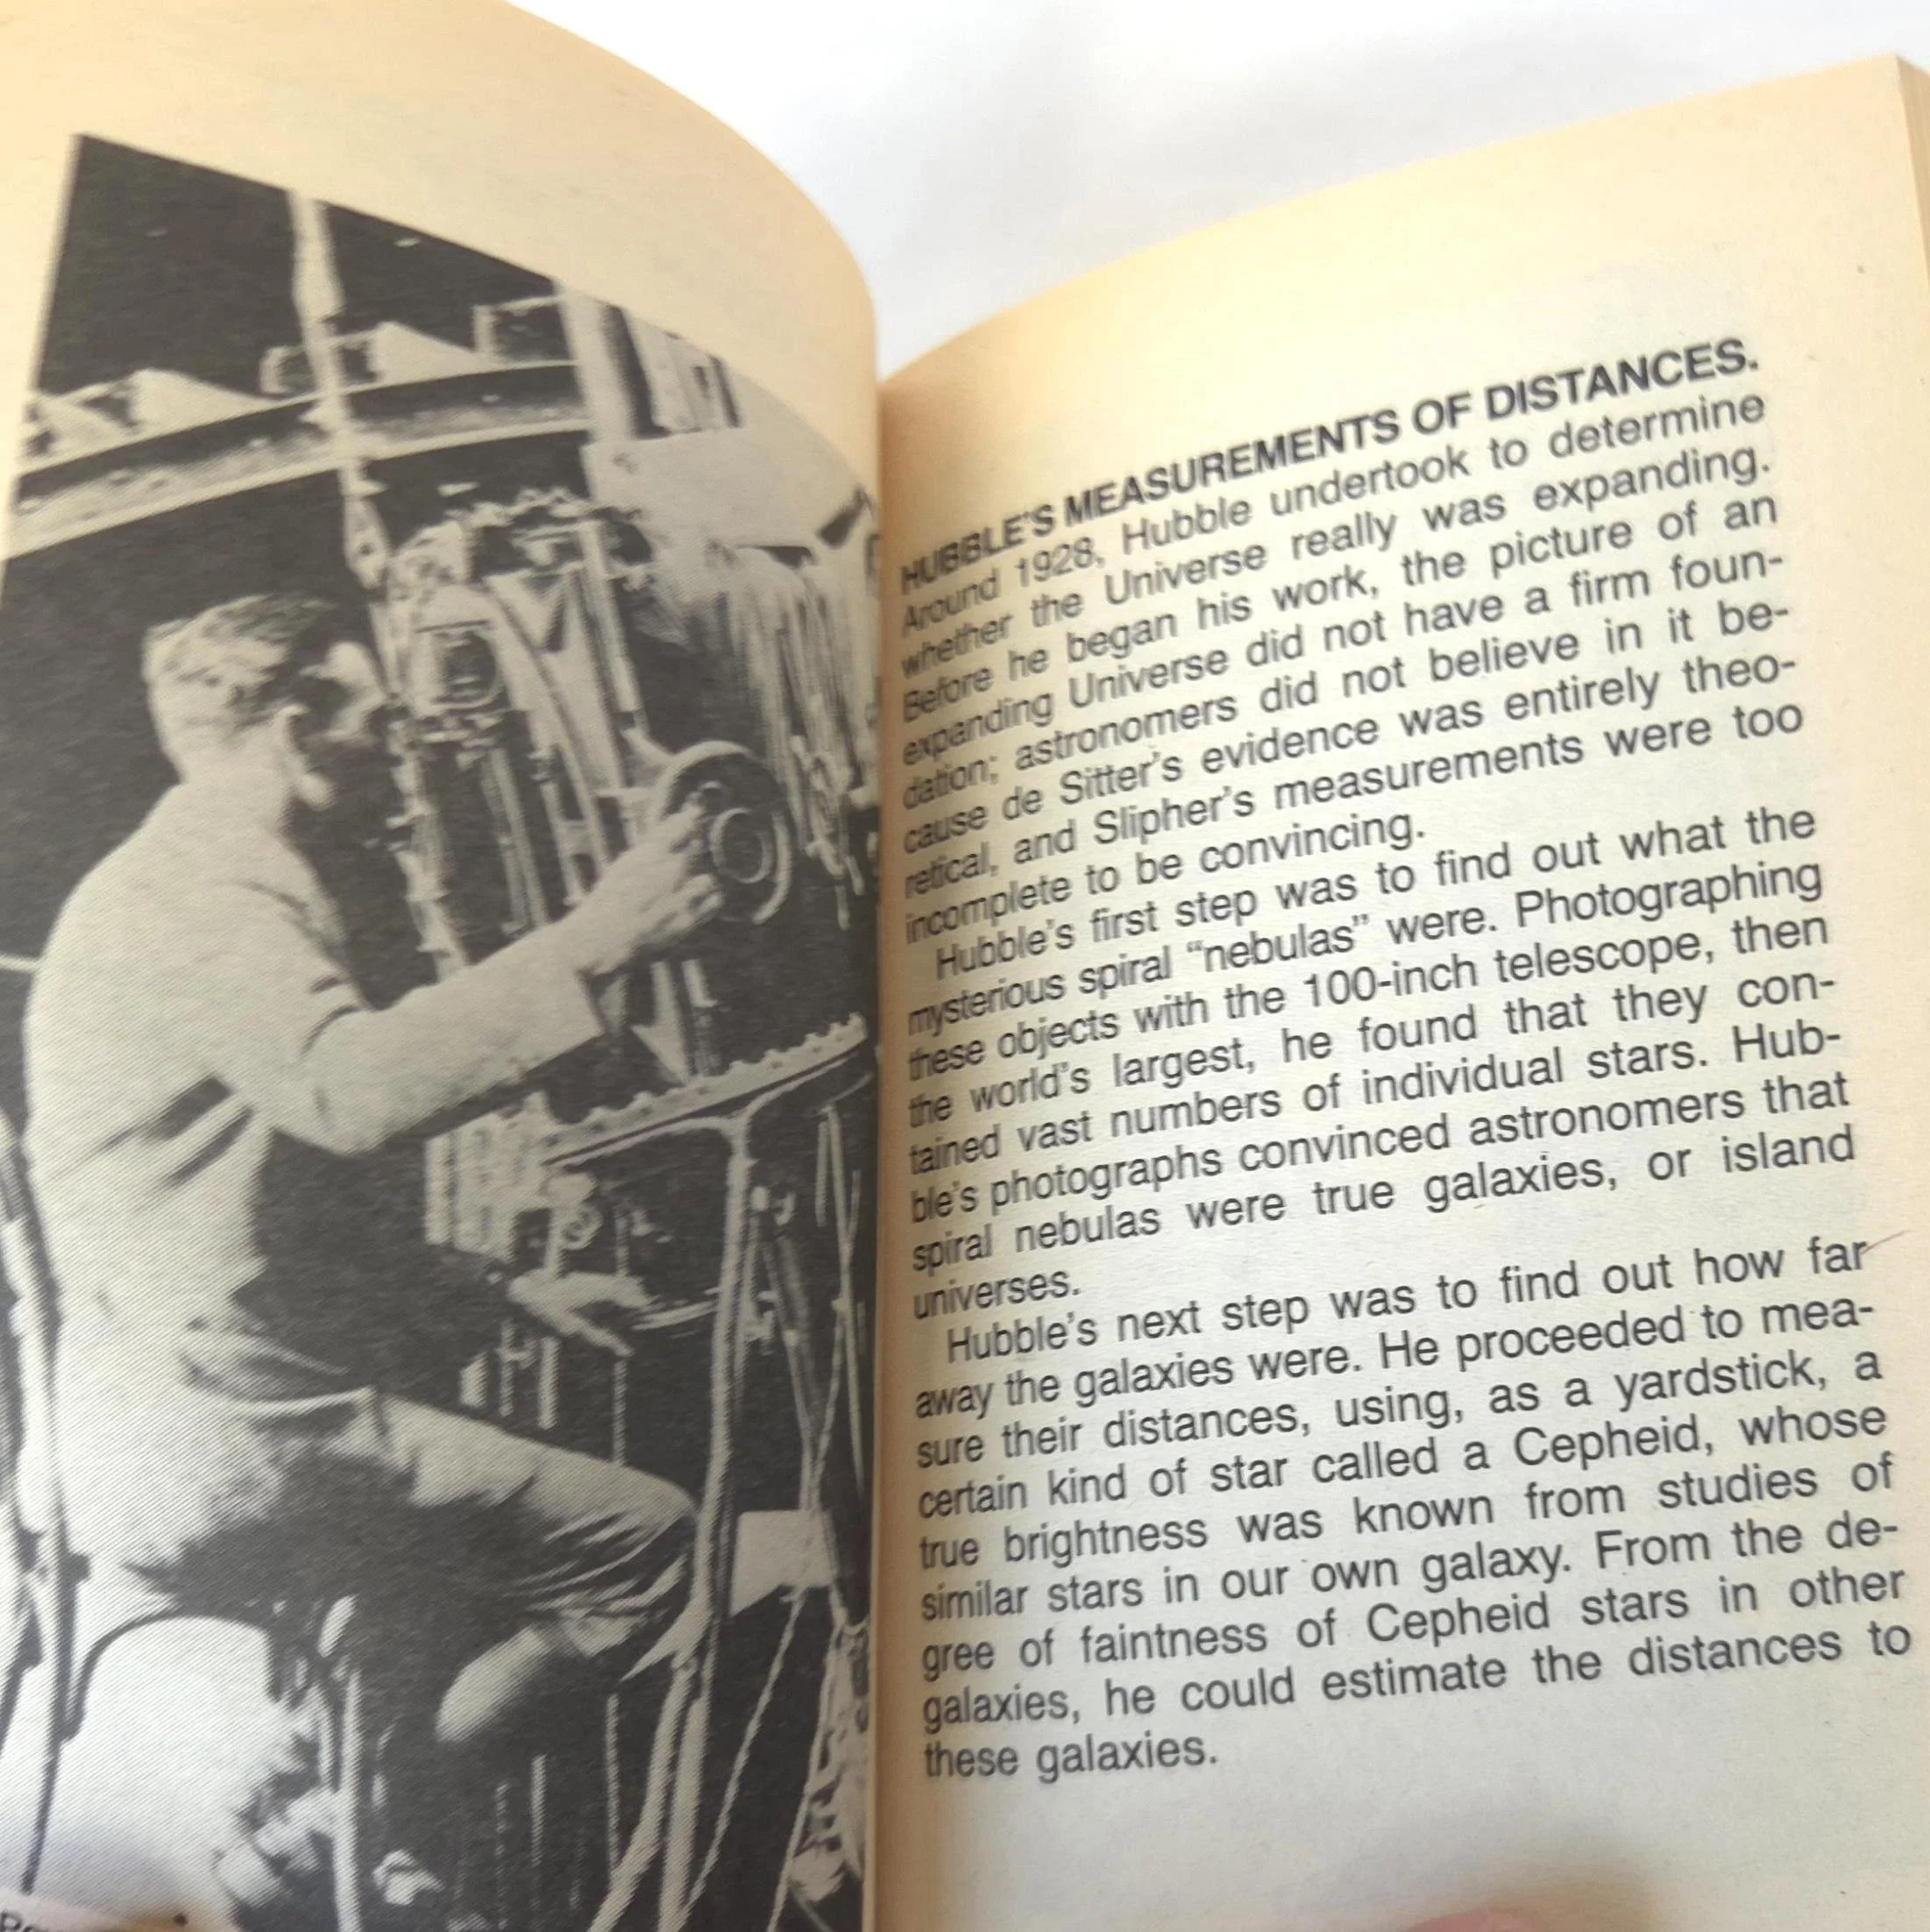 HUBBLE'S MEASUREMENTS OF DISTANCES.
Around 1928, Hubble undertook to determine
whether the Universe really was expanding.
Before he began his work, the picture of an
expanding Universe did not have a firm foun-
dation; astronomers did not believe in it be-
cause de Sitter's evidence was entirely theo-
retical, and Slipher's measurements were too
incomplete to be convincing.
Hubble's first step was to find out what the
mysterious spiral “nebulas” were. Photographing
these objects with the 100-inch telescope, then
the world's largest, he found that they con-
tained vast numbers of individual stars. Hub-
ble's photographs convinced astronomers that
spiral nebulas were true galaxies, or island
universes.
Hubble's next step was to find out how far
away the galaxies were. He proceeded to mea-
sure their distances, using, as a yardstick, a
certain kind of star called a Cepheid, whose
true brightness was known from studies of
similar stars in our own galaxy. From the de-
gree of faintness of Cepheid stars in other
galaxies, he could estimate the distances to
these galaxies.